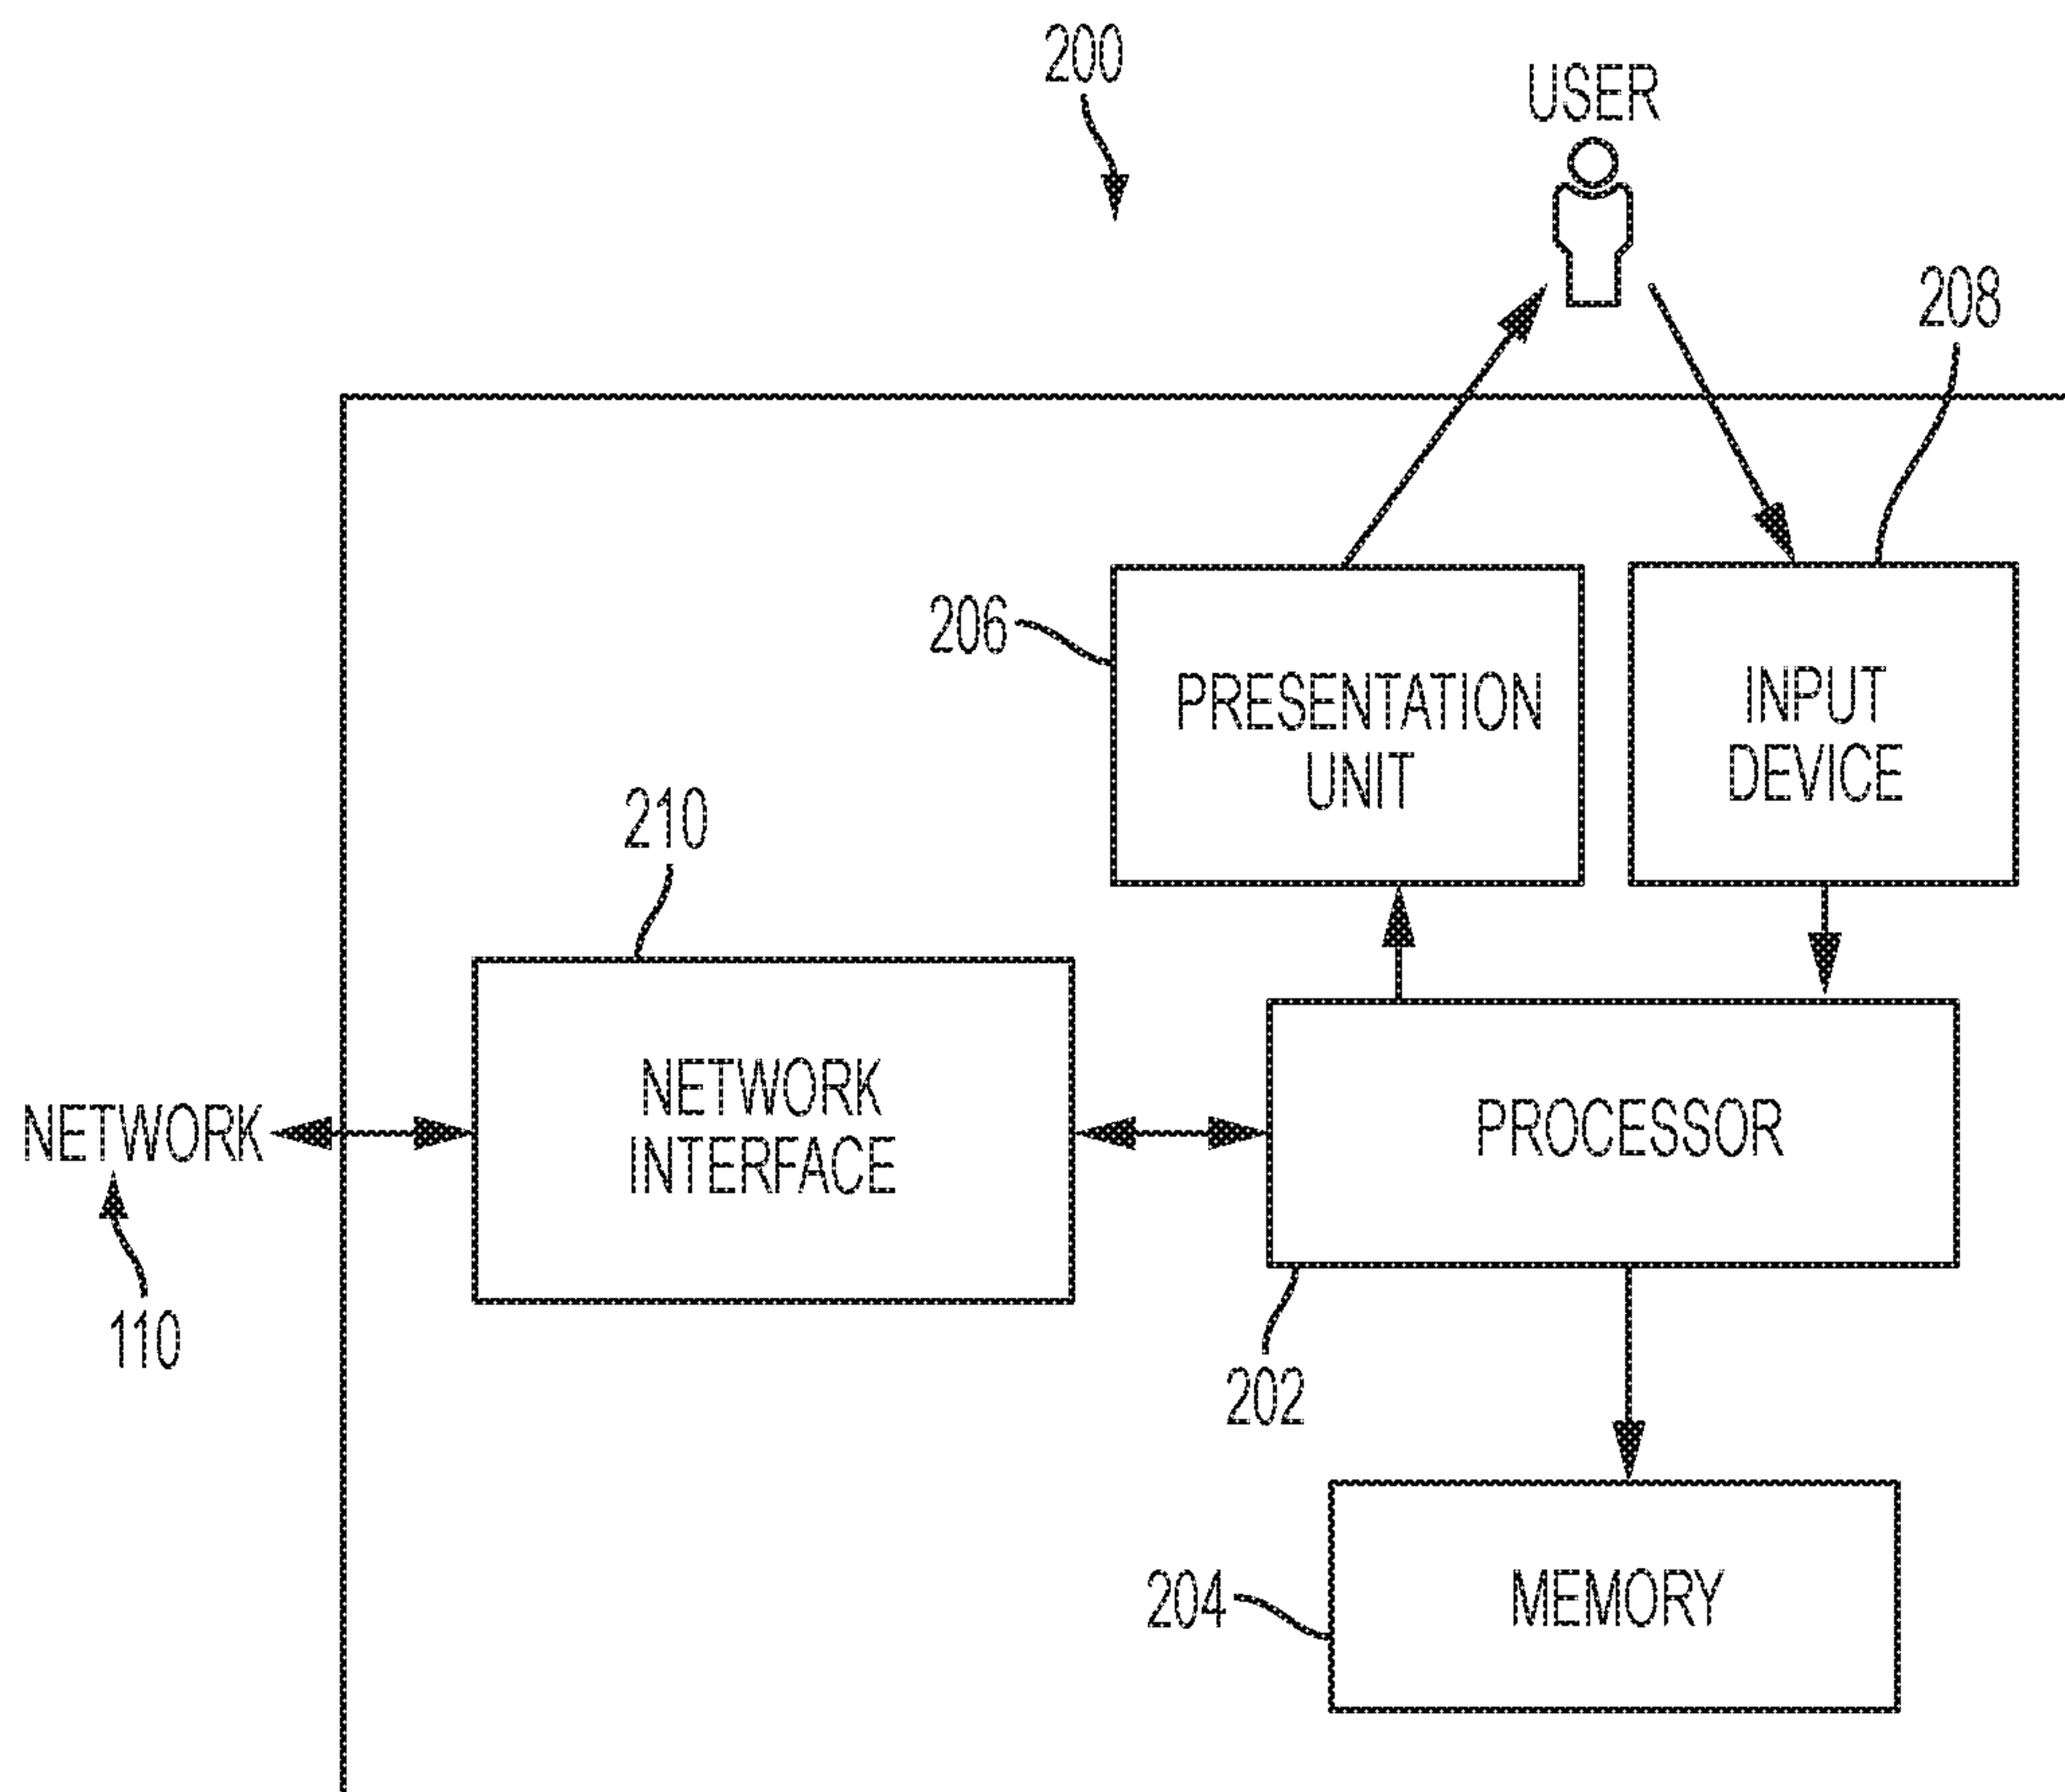 200
USER
208
206
PRESENTATION
UNIT
INPUT
DEVICE
210
NETWORK
INTERFACE
PROCESSOR
NETWORK
110
202
204
MEMORY